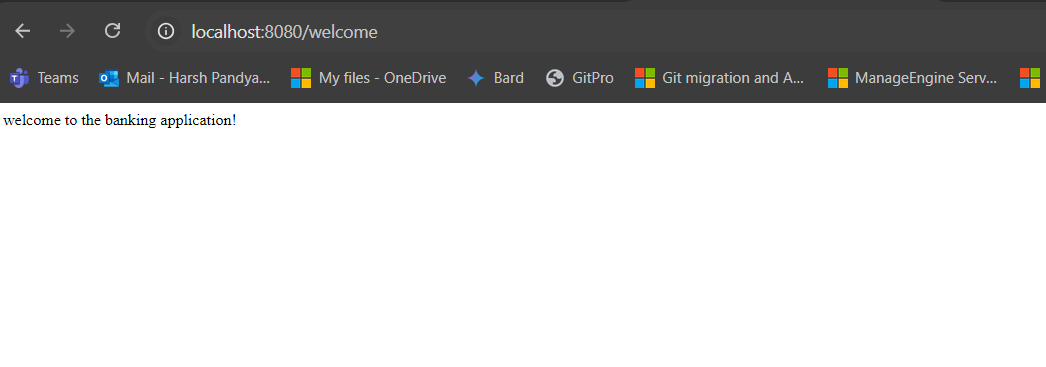 localhost:8080/welcome
Teams Mail - Harsh Pandya... My files - OneDrive Bard GitPro Git migration and A... ManageEngine Serv...
welcome to the banking application!